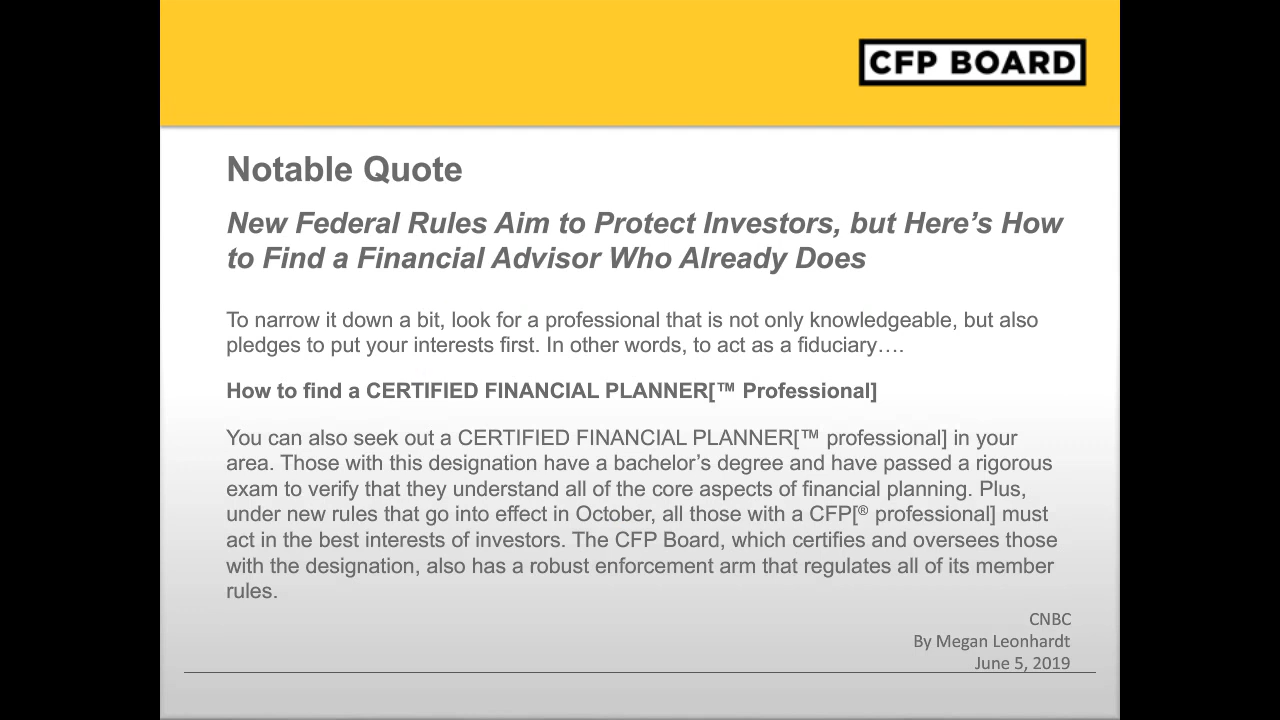 CFP BOARD
Notable Quote
New Federal Rules Aim to Protect Investors, but Here’s How
to Find a Financial Advisor Who Already Does
To narrow it down a bit, look for a professional that is not only knowledgeable, but also
pledges to put your interests first. In other words, to act as a fiduciary….
How to find a CERTIFIED FINANCIAL PLANNER[™ Professional]
You can also seek out a CERTIFIED FINANCIAL PLANNER[™ professional] in your
area. Those with this designation have a bachelor’s degree and have passed a rigorous
exam to verify that they understand all of the core aspects of financial planning. Plus,
under new rules that go into effect in October, all those with a CFP[® professional] must
act in the best interests of investors. The CFP Board, which certifies and oversees those
with the designation, also has a robust enforcement arm that regulates all of its member
rules.
CNBC
By Megan Leonhardt
June 5, 2019